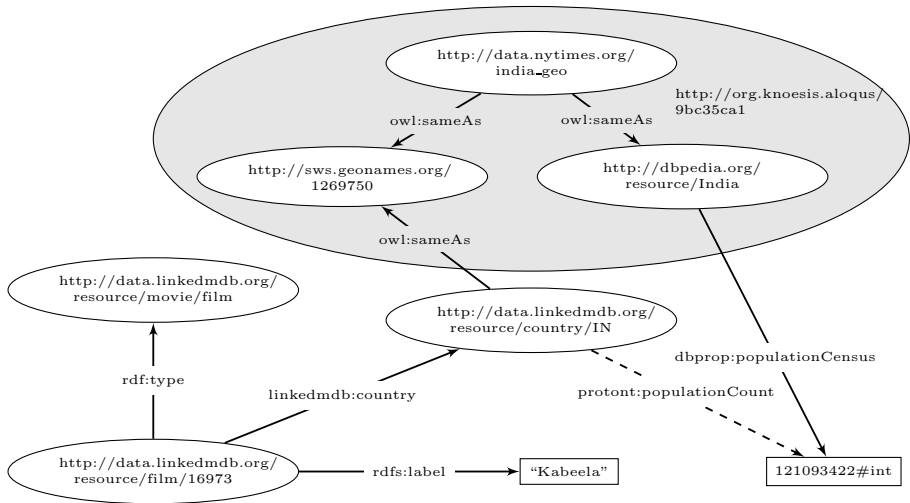 http://data.nytimes.org/
india_geo
http://org.knoesis.aloqus/
9bc35ca1
owl:sameAs
owl:sameAs
http://sws.geonames.org/
1269750
http://dbpedia.org/
resource/India
owl:sameAs
http://data.linkedmdb.org/
resource/movie/film
http://data.linkedmdb.org/
resource/country/IN
dbprop:populationCensus
rdf:type
linkedmdb:country
protont:populationCount
http://data.linkedmdb.org/
resource/film/16973
rdfs:label
“Kabeela”
121093422#int